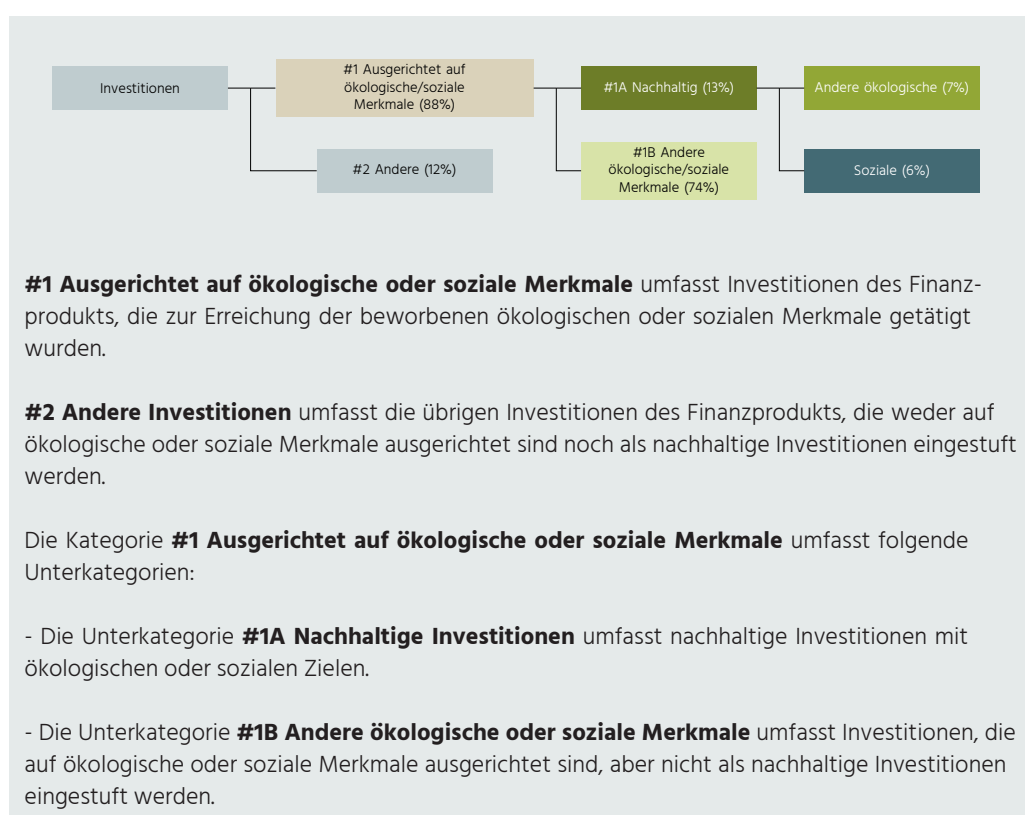 Investitionen
#1 Ausgerichtet auf
ökologische/soziale
Merkmale (88%)
#1A Nachhaltig (13%)
Andere ökologische (7%)
#2 Andere (12%)
#1B Andere
ökologische/soziale
Merkmale (74%)
Soziale (6%)
#1 Ausgerichtet auf ökologische oder soziale Merkmale umfasst Investitionen des Finanz-
produkts, die zur Erreichung der beworbenen ökologischen oder sozialen Merkmale getätigt
wurden.
#2 Andere Investitionen umfasst die übrigen Investitionen des Finanzprodukts, die weder auf
ökologische oder soziale Merkmale ausgerichtet sind noch als nachhaltige Investitionen eingestuft
werden.
Die Kategorie #1 Ausgerichtet auf ökologische oder soziale Merkmale umfasst folgende
Unterkategorien:
- Die Unterkategorie #1A Nachhaltige Investitionen umfasst nachhaltige Investitionen mit
ökologischen oder sozialen Zielen.
- Die Unterkategorie #1B Andere ökologische oder soziale Merkmale umfasst Investitionen, die
auf ökologische oder soziale Merkmale ausgerichtet sind, aber nicht als nachhaltige Investitionen
eingestuft werden.